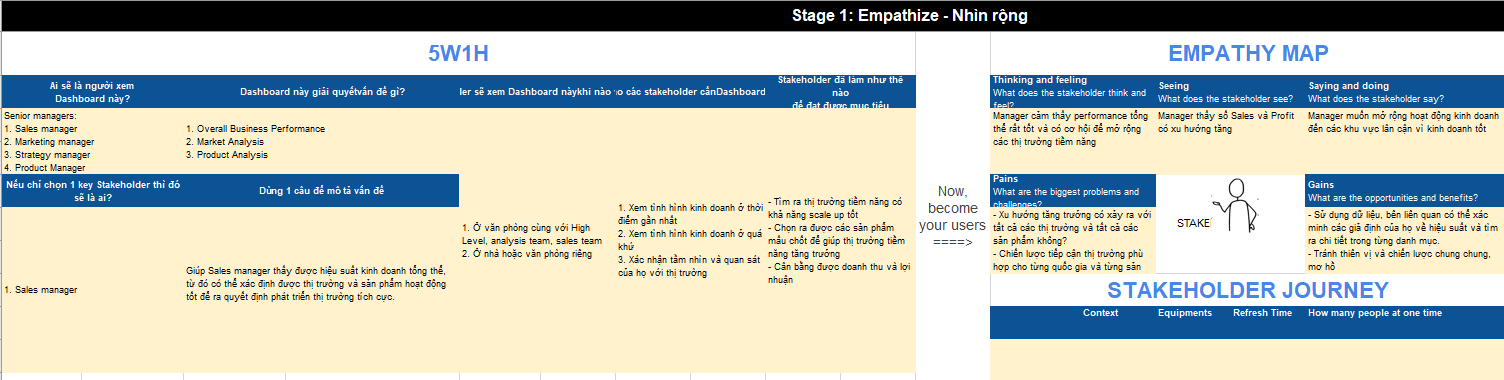 Stage 1: Empathize - Nhìn rộng
5W1H
Ai sẽ là người xem
Dashboard này?
Dashboard này giải quyếtvấn đề gì?
ler sẽ xem Dashboard nàykhi nào
o các stakeholder cầnDashboard
Stakeholder đã làm như thế
nào
để đạt được mục tiêu
Senior managers:
1. Sales manager
2. Marketing manager
3. Strategy manager
4. Product Manager
1. Overall Business Performance
2. Market Analysis
3. Product Analysis
Nếu chỉ chọn 1 key Stakeholder thì đó
sẽ là ai?
Dùng 1 câu để mô tả vấn đề
1. Sales manager
Giúp Sales manager thấy được hiệu suất kinh doanh tổng thể,
từ đó có thể xác định được thị trường và sản phẩm hoạt động
tốt để ra quyết định phát triển thị trường tích cực.
1. Ở văn phòng cùng với High
Level, analysis team, sales team
2. Ở nhà hoặc văn phòng riêng
1. Xem tình hình kinh doanh ở thời
điểm gần nhất
2. Xem tình hình kinh doanh ở quá
khứ
3. Xác nhận tầm nhìn và quan sát
của họ với thị trường
- Tìm ra thị trường tiềm năng có
khả năng scale up tốt
- Chọn ra được các sản phẩm
mấu chốt để giúp thị trường tiềm
năng tăng trưởng
- Cân bằng được doanh thu và lợi
nhuận
Now,
become
your users
====>
EMPATHY MAP
Thinking and feeling
What does the stakeholder think and
feel?
Seeing
What does the stakeholder see?
Saying and doing
What does the stakeholder say?
Manager cảm thấy performance tổng
thể rất tốt và có cơ hội để mở rộng
các thị trường tiềm năng
Manager thấy số Sales và Profit
có xu hướng tăng
Manager muốn mở rộng hoạt động kinh doanh
đến các khu vực lân cận vì kinh doanh tốt
Pains
What are the biggest problems and
challenges?
STAKE
Gains
What are the opportunities and benefits?
- Xu hướng tăng trưởng có xảy ra với
tất cả các thị trường và tất cả các
sản phẩm không?
- Chiến lược tiếp cận thị trường phù
hợp cho từng quốc gia và từng sản
- Sử dụng dữ liệu, bên liên quan có thể xác
minh các giả định của họ về hiệu suất và tìm
ra chi tiết trong từng danh mục.
- Tránh thiên vị và chiến lược chung chung,
mơ hồ
STAKEHOLDER JOURNEY
Context
Equipments
Refresh Time
How many people at one time